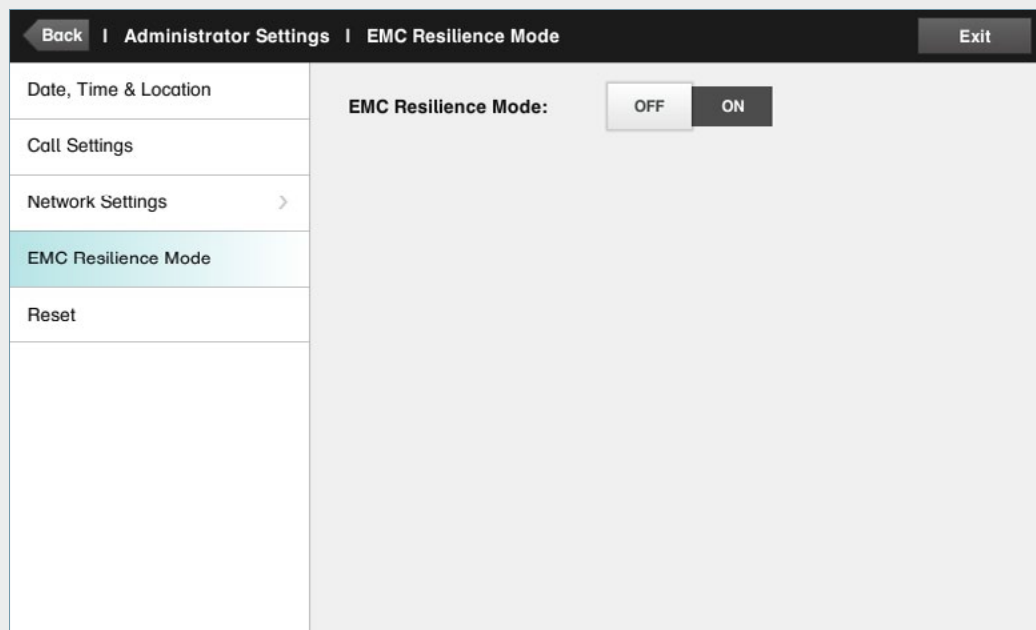 Back | Administrator Settings | EMC Resilience Mode
Exit
Date, Time & Location
Call Settings
Network Settings
EMC Resilience Mode
Reset
EMC Resilience Mode:
OFF
ON